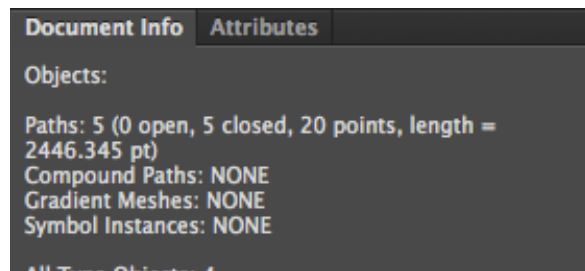 Document Info Attributes
Objects:
Paths: 5 (0 open, 5 closed, 20 points, length =
2446.345 pt)
Compound Paths: NONE
Gradient Meshes: NONE
Symbol Instances: NONE
All Type Objects: 4